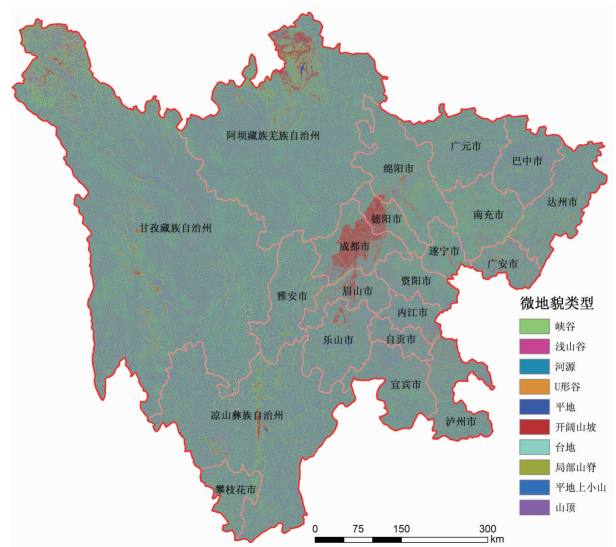 阿坝藏族羌族自治州
广元市
巴中市
绵阳市
达州市
甘孜藏族自治州
德阳市
南充市
成都市
遂宁市
广安市
资阳市
雅安市
眉山市
内江市
乐山市
自贡市
宜宾市
凉山彝族自治州
泸州市
攀枝花市
微地貌类型
峡谷
浅山谷
河源
U形谷
平地
开阔山坡
台地
局部山脊
平地上小山
山顶
0 75 150 300
km